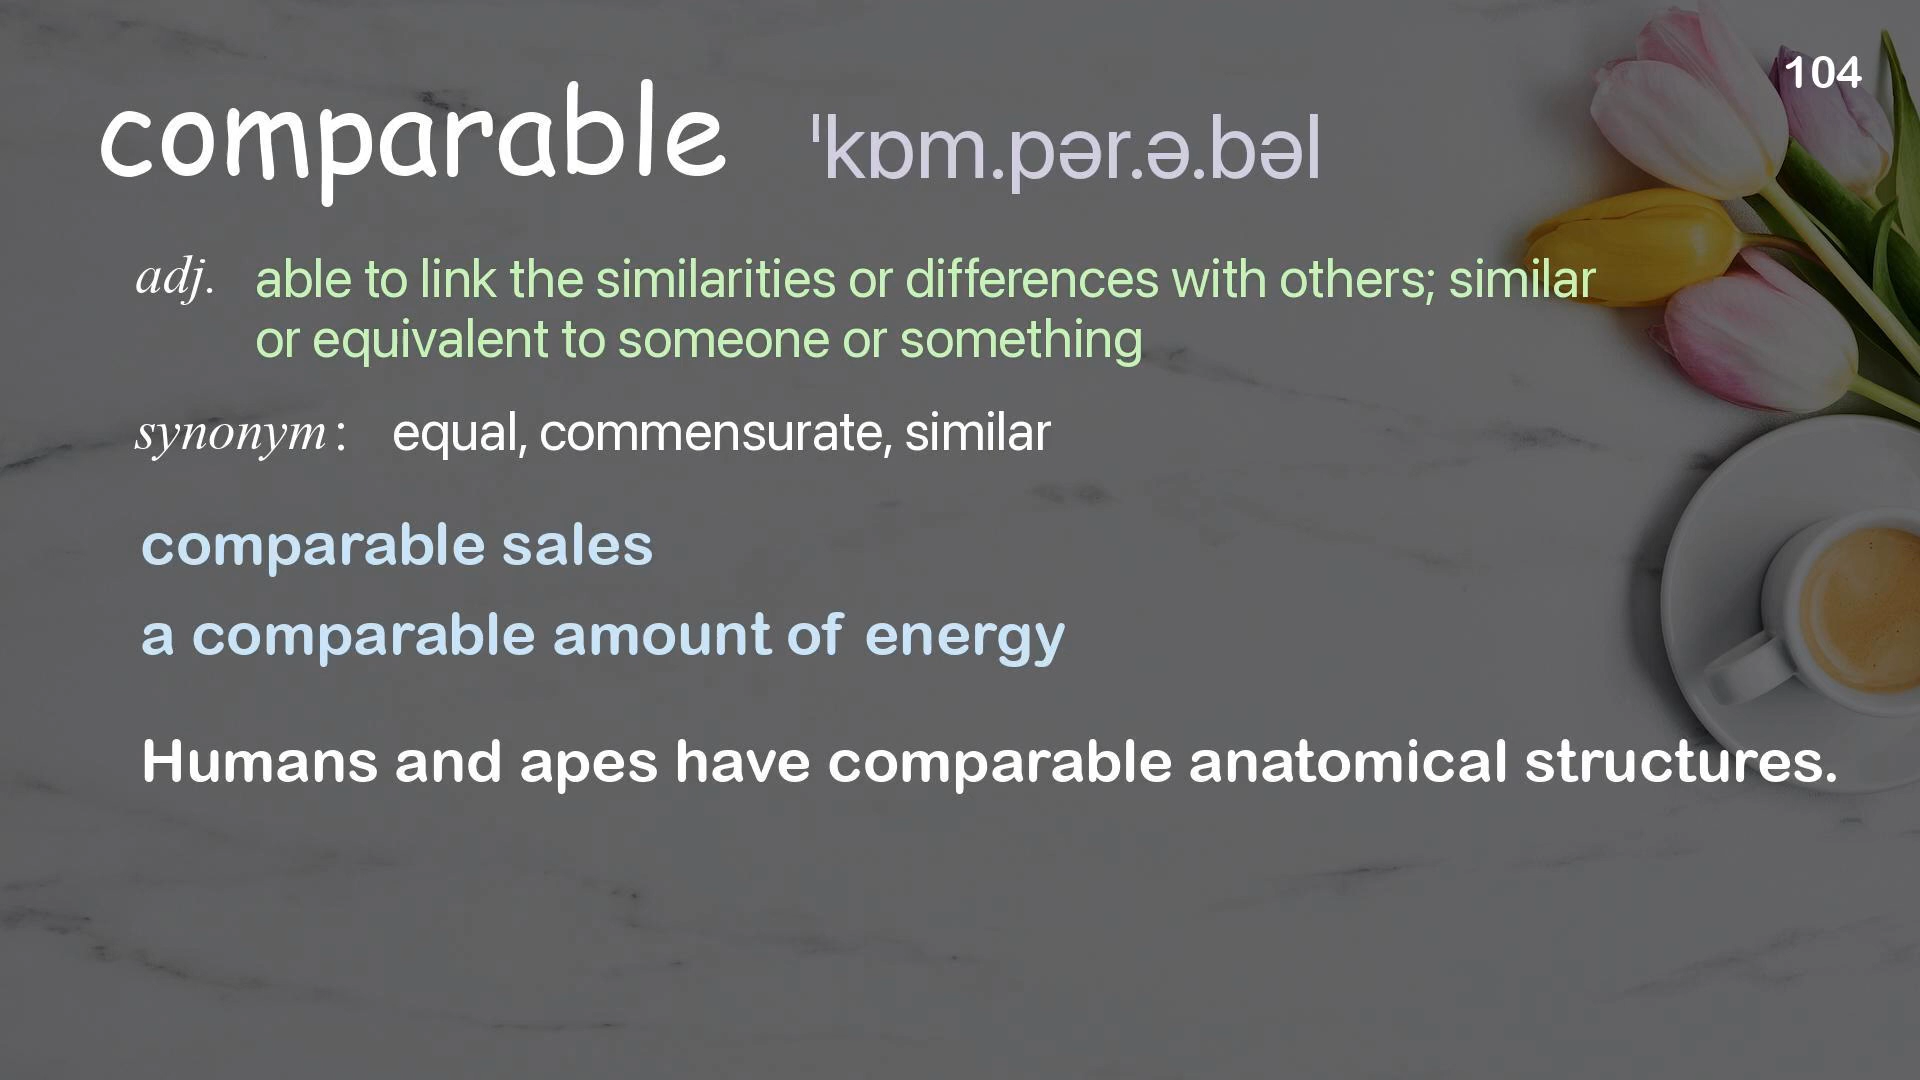 104
comparable ˈkɒm.pər.ə.bəl
adj. able to link the similarities or differences with others; similar
or equivalent to someone or something
synonym: equal, commensurate, similar
comparable sales
a comparable amount of energy
Humans and apes have comparable anatomical structures.